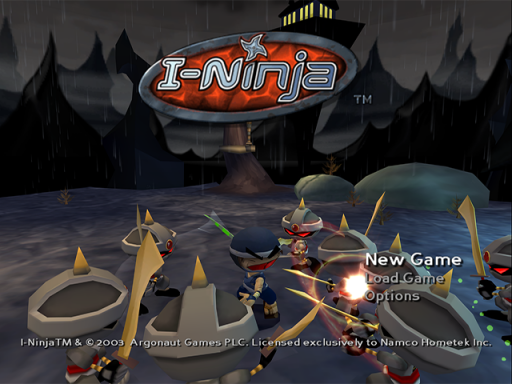 I-Ninja
TM
New Game
Load Game
Options
I-NinjaTM & © 2003 Argonaut Games PLC. Licensed exclusively to Namco Hometek Inc.